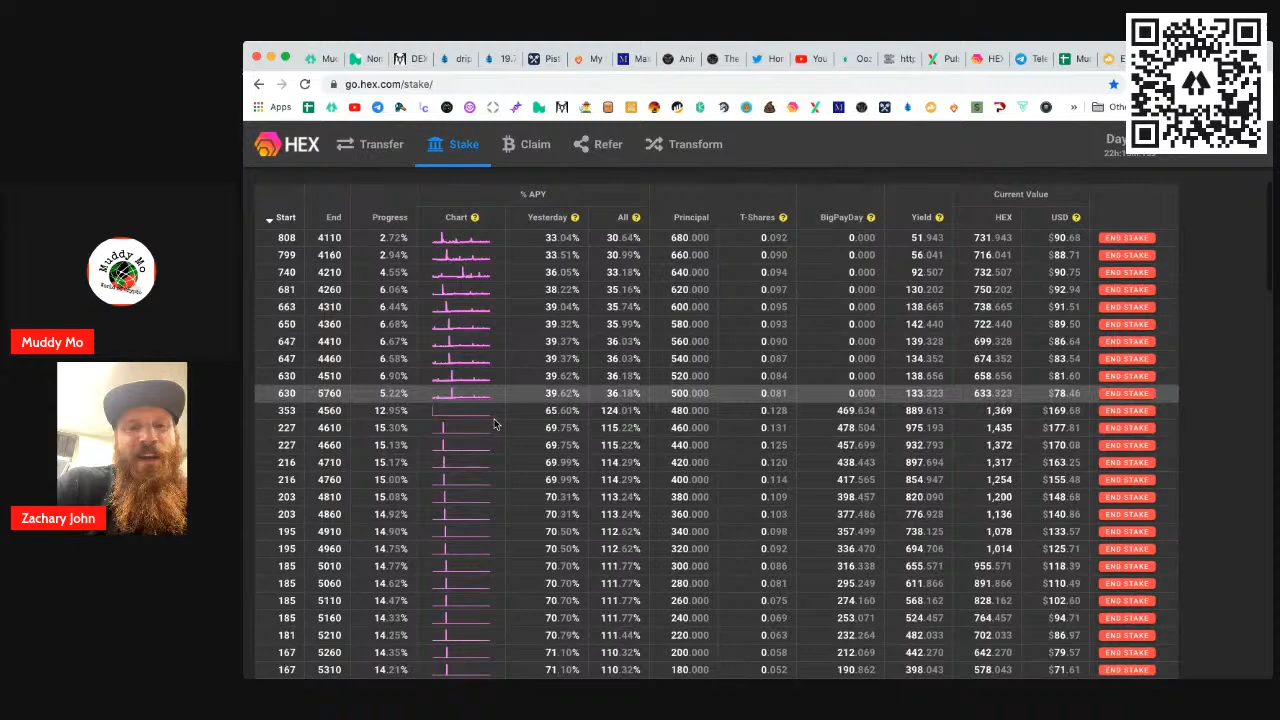 Muc
Nor
DE
drip
19.7
Pist
My
Ma
Ani
The
Hor
You
Ooz
http
Pul
HEX
Tele
Mu
go.hex.com/stake/
Apps
»
HEX
Transfer
Stake
Claim
Refer
Transform
Day
% APY
Current Value
Start End Progress Chart ? Yesterday ? All ? Principal T-Shares ? BigPayDay ? Yield ? HEX USD ?
808 4110 2.72% 33.04% 30.64% 680.000 0.092 0.000 51.943 731.943 $90.68 END STAKE
799 4160 2.94% 33.51% 30.99% 660.000 0.090 0.000 56.041 716.041 $88.71 END STAKE
740 4210 4.55% 33.18% 640.000 0.094 0.000 92.507 732.507 $90.75 END STAKE
681 4260 6.06% 35.16% 620.000 0.097 0.000 130.202 750.202 $92.94 END STAKE
663 4310 6.44% 39.04% 35.74% 600.000 0.095 0.000 138.665 738.665 $91.51 END STAKE
650 4360 6.68% 39.32% 35.99% 580.000 0.093 0.000 142.440 722.440 $89.50 END STAKE
647 4410 6.67% 39.37% 36.03% 560.000 0.090 0.000 139.328 699.328 $86.64 END STAKE
647 4460 6.58% 39.37% 36.03% 540.000 0.087 0.000 134.352 674.352 $83.54 END STAKE
630 4510 6.90% 39.62% 36.18% 520.000 0.084 0.000 138.656 658.656 $81.60 END STAKE
630 5760 5.22% 39.62% 36.18% 500.000 0.081 0.000 133.323 633.323 $78.46 END STAKE
353 4560 12.95% 65.60% 124.01% 480.000 0.128 469.634 889.613 1,369 $169.68 END STAKE
227 4610 15.30% 69.75% 115.22% 460.000 0.131 478.504 975.193 1,435 $177.81 END STAKE
227 4660 15.13% 69.75% 115.22% 440.000 0.125 457.699 932.793 1,372 $170.08 END STAKE
216 4710 15.17% 69.99% 114.29% 420.000 0.120 438.443 897.694 1,317 $163.25 END STAKE
216 4760 15.00% 69.99% 114.29% 400.000 0.114 417.565 854.947 1,254 $155.48 END STAKE
203 4810 15.08% 70.31% 113.24% 380.000 0.109 398.457 820.090 1,200 $148.68 END STAKE
203 4860 14.92% 70.31% 113.24% 360.000 0.103 377.486 776.928 1,136 $140.86 END STAKE
195 4910 14.90% 70.50% 112.62% 340.000 0.098 357.499 738.125 1,078 $133.57 END STAKE
195 4960 14.75% 70.50% 112.62% 320.000 0.092 336.470 694.706 1,014 $125.71 END STAKE
185 5010 14.77% 70.70% 111.77% 300.000 0.086 316.338 655.571 955.571 $118.39 END STAKE
185 5060 14.62% 70.70% 111.77% 280.000 0.081 295.249 611.866 891.866 $110.49 END STAKE
185 5110 14.47% 70.70% 111.77% 260.000 0.075 274.160 568.162 828.162 $102.60 END STAKE
185 5160 14.33% 70.70% 111.77% 240.000 0.069 253.071 524.457 764.457 $94.71 END STAKE
181 5210 14.25% 70.79% 111.44% 220.000 0.063 232.264 482.033 702.033 $86.97 END STAKE
167 5260 14.35% 71.10% 110.32% 200.000 0.058 212.069 442.270 642.270 $79.57 END STAKE
167 5310 14.21% 71.10% 110.32% 180.000 0.052 190.862 398.043 578.043 $71.61 END STAKE
Muddy Mo
Muddy Mo
Zachary John